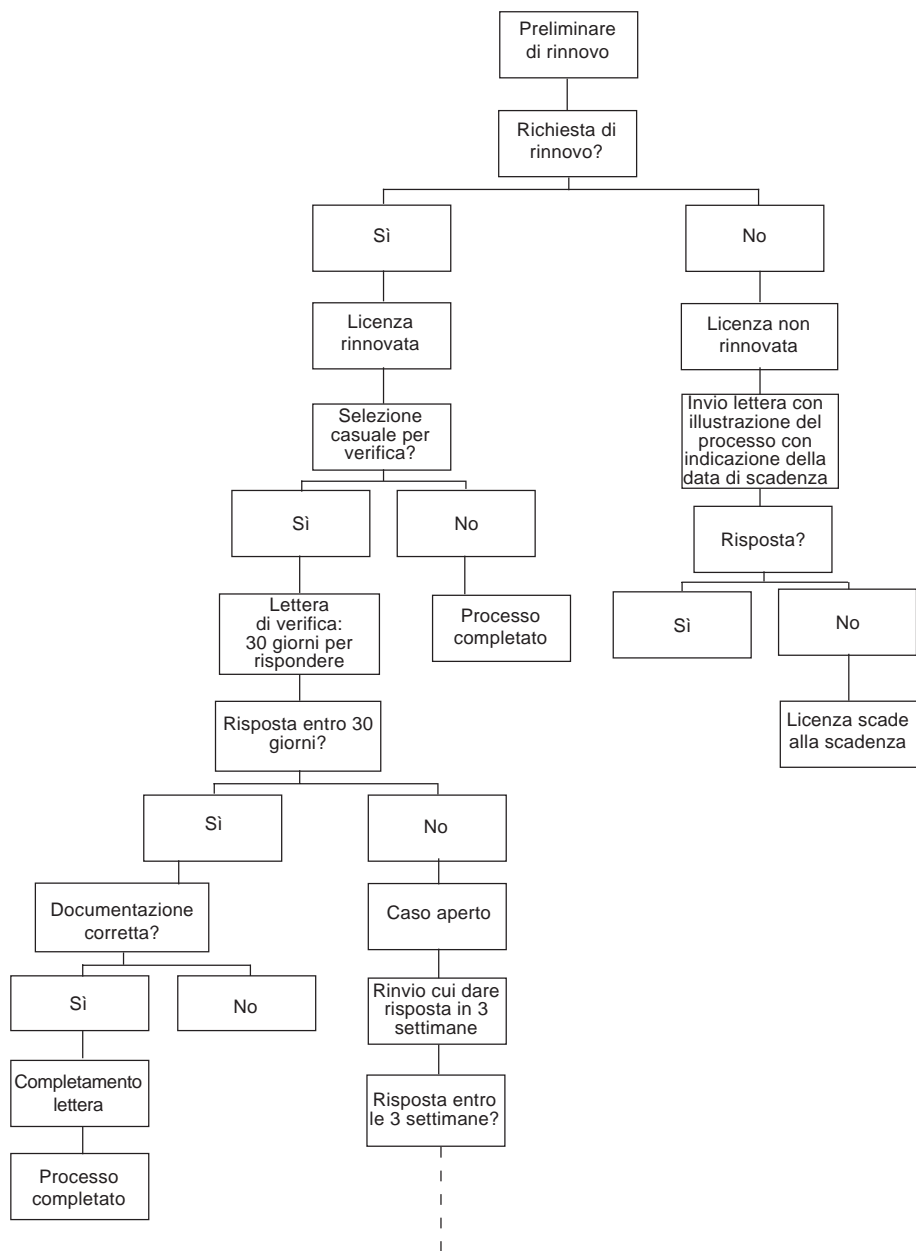 Preliminare
di rinnovo
Richiesta di
rinnovo?
Sì
No
Licenza
rinnovata
Licenza non
rinnovata
Selezione
casuale per
verifica?
Invio lettera con
illustrazione del
processo con
indicazione della
data di scadenza
Sì
No
Risposta?
Lettera
di verifica:
30 giorni per
rispondere
Processo
completato
Sì
No
Risposta entro 30
giorni?
Licenza scade
alla scadenza
Sì
No
Documentazione
corretta?
Caso aperto
Sì
No
Rinvio cui dare
risposta in 3
settimane
Completamento
lettera
Risposta entro
le 3 settimane?
Processo
completato